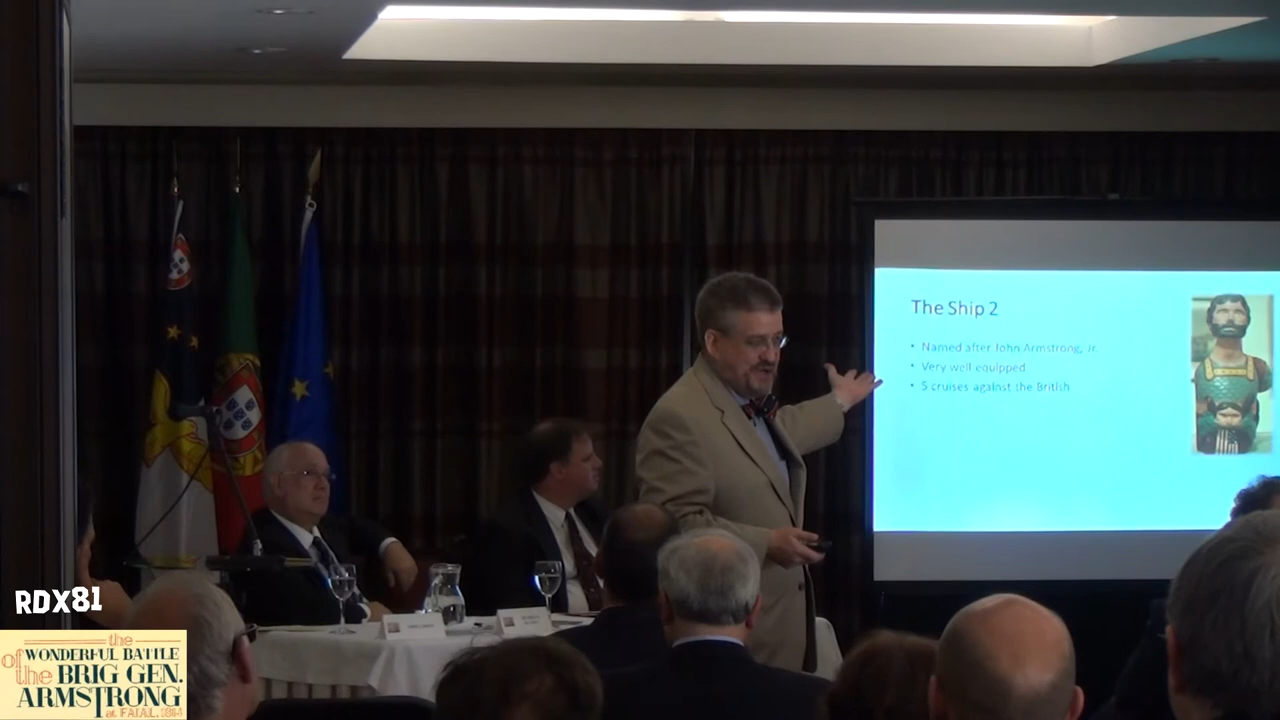 The Ship 2
• Named after John Armstrong, Jr.
• Very well equipped
• 5 cruises against the British
RDX81
the
of the WONDERFUL BATTLE
BRIG GEN.
ARMSTRONG
at FAIAL. 1814